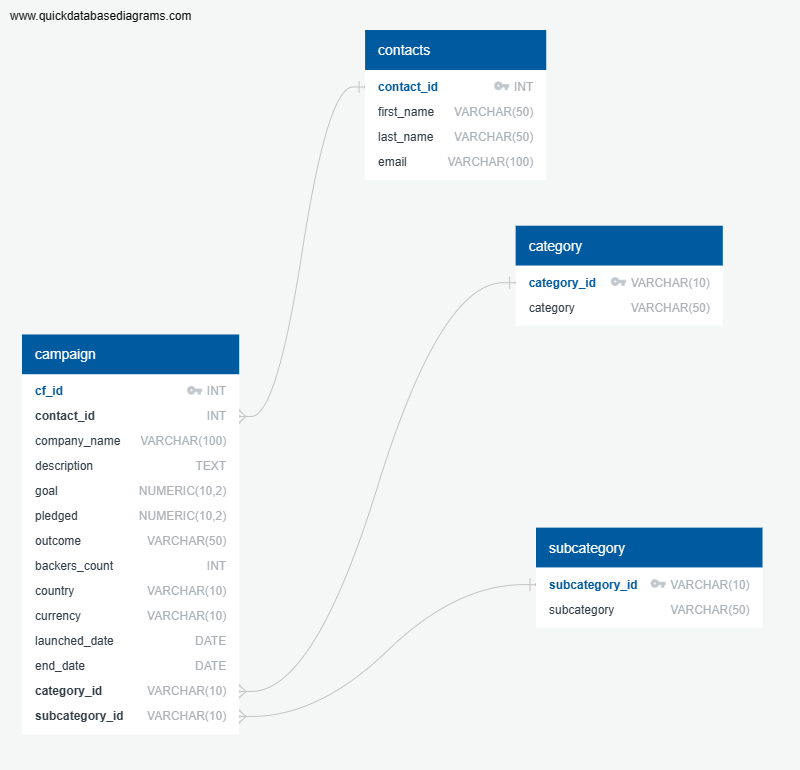 www.quickdatabasediagrams.com
contacts
contact_id INT
first_name VARCHAR(50)
last_name VARCHAR(50)
email VARCHAR(100)
category
category_id VARCHAR(10)
category VARCHAR(50)
campaign
cf_id INT
contact_id INT
company_name VARCHAR(100)
description TEXT
goal NUMERIC(10,2)
pledged NUMERIC(10,2)
outcome VARCHAR(50)
backers_count INT
country VARCHAR(10)
currency VARCHAR(10)
launched_date DATE
end_date DATE
category_id VARCHAR(10)
subcategory_id VARCHAR(10)
subcategory
subcategory_id VARCHAR(10)
subcategory VARCHAR(50)